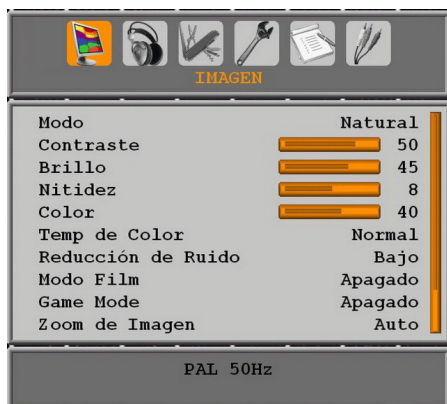 IMAGEN
Modo Natural
Contraste 50
Brillo 45
Nitidez 8
Color 40
Temp de Color Normal
Reducción de Ruido Bajo
Modo Film Apagado
Game Mode Apagado
Zoom de Imagen Auto
PAL 50Hz